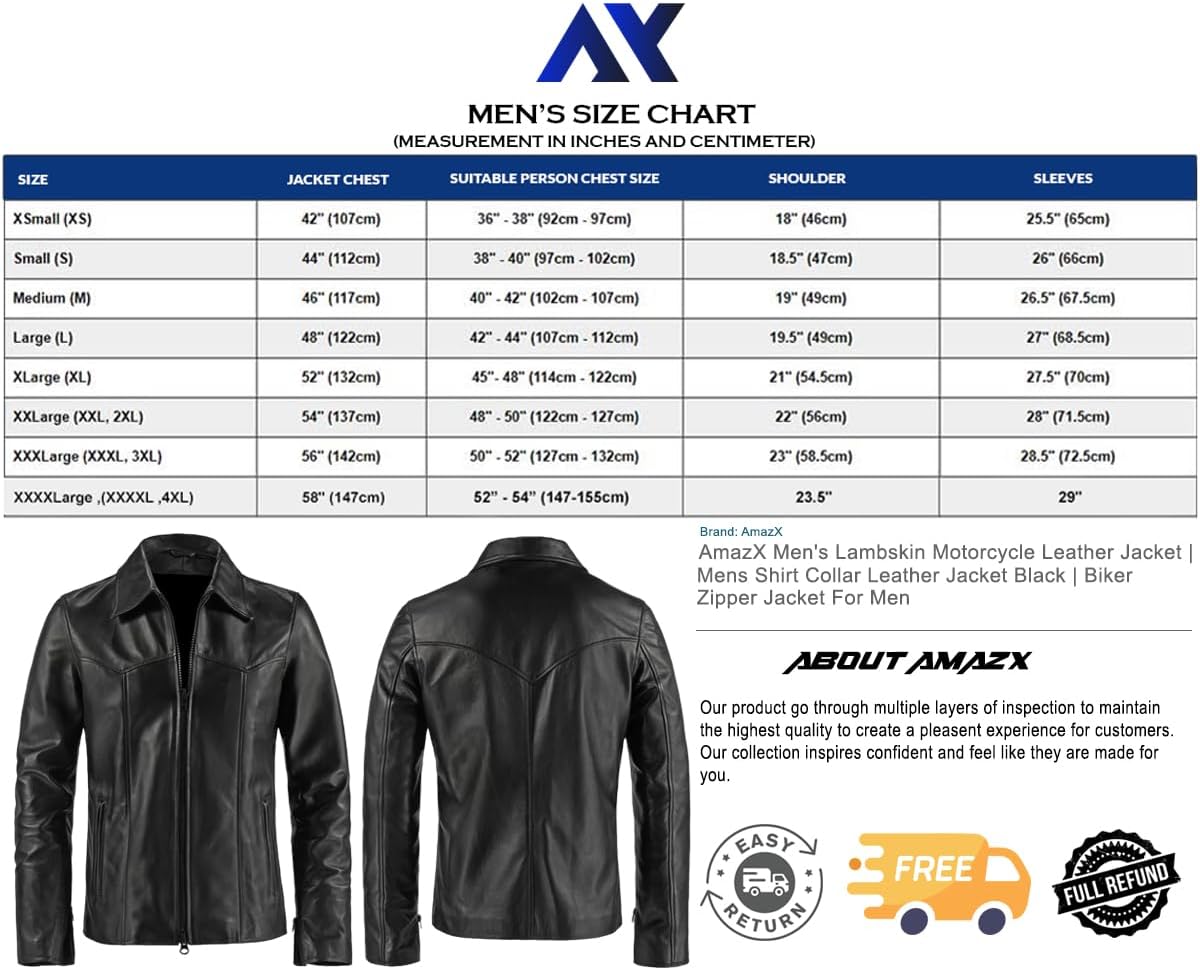 AX
MEN'S SIZE CHART
(MEASUREMENT IN INCHES AND CENTIMETER)
SIZE JACKET CHEST SUITABLE PERSON CHEST SIZE SHOULDER SLEEVES
XSmall (XS) 42" (107cm) 36" - 38" (92cm - 97cm) 18" (46cm) 25.5" (65cm)
Small (S) 44" (112cm) 38" - 40" (97cm - 102cm) 18.5" (47cm) 26" (66cm)
Medium (M) 46" (117cm) 40" - 42" (102cm - 107cm) 19" (49cm) 26.5" (67.5cm)
Large (L) 48" (122cm) 42" - 44" (107cm - 112cm) 19.5" (49cm) 27" (68.5cm)
XLarge (XL) 52" (132cm) 45"- 48" (114cm - 122cm) 21" (54.5cm) 27.5" (70cm)
XXLarge (XXL, 2XL) 54" (137cm) 48" - 50" (122cm - 127cm) 22" (56cm) 28" (71.5cm)
XXXLarge (XXXL, 3XL) 56" (142cm) 50" - 52" (127cm - 132cm) 23" (58.5cm) 28.5" (72.5cm)
XXXXLarge ,(XXXXL ,4XL) 58" (147cm) 52" - 54" (147-155cm) 23.5" 29"
Brand: AmazX
AmazX Men's Lambskin Motorcycle Leather Jacket |
Mens Shirt Collar Leather Jacket Black | Biker
Zipper Jacket For Men
ABOUT AMAZX
Our product go through multiple layers of inspection to maintain
the highest quality to create a pleasent experience for customers.
Our collection inspires confident and feel like they are made for
you.
EASY
RETURN
FREE
FULL REFUND